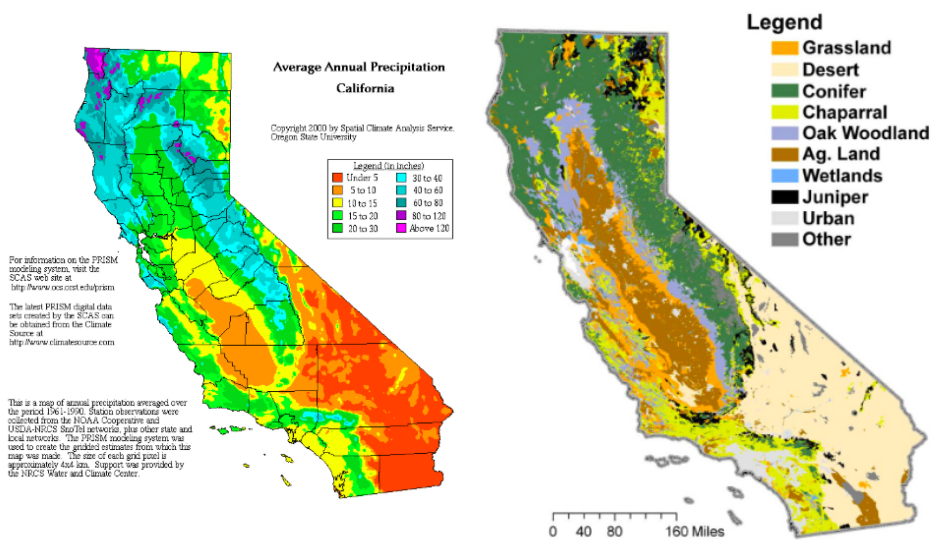 Average Annual Precipitation
California
Copyright 2000 by Spatial Climate Analysis Service,
Oregon State University
Legend (in inches)
Under 5
5 to 10
10 to 15
15 to 20
20 to 30
30 to 40
40 to 60
60 to 80
80 to 120
Above 120
For information on the PRISM
modeling system, visit the
SCAS web site at
http://www.ocs.orst.edu/prism
The latest PRISM digital data
sets created by the SCAS can
be obtained from the Climate
Source at
http://www.climatesource.com
This is a map of annual precipitation averaged over
the period 1961-1990. Station observations were
collected from the NOAA Cooperative and
USDA-NRCS SnoTel networks, plus other state and
local networks. The PRISM modeling system was
used to create the gridded estimates from which this
map was made. The size of each grid pixel is
approximately 4x4 km. Support was provided by
the NRCS Water and Climate Center.
Legend
Grassland
Desert
Conifer
Chaparral
Oak Woodland
Ag. Land
Wetlands
Juniper
Urban
Other
0 40 80 160 Miles